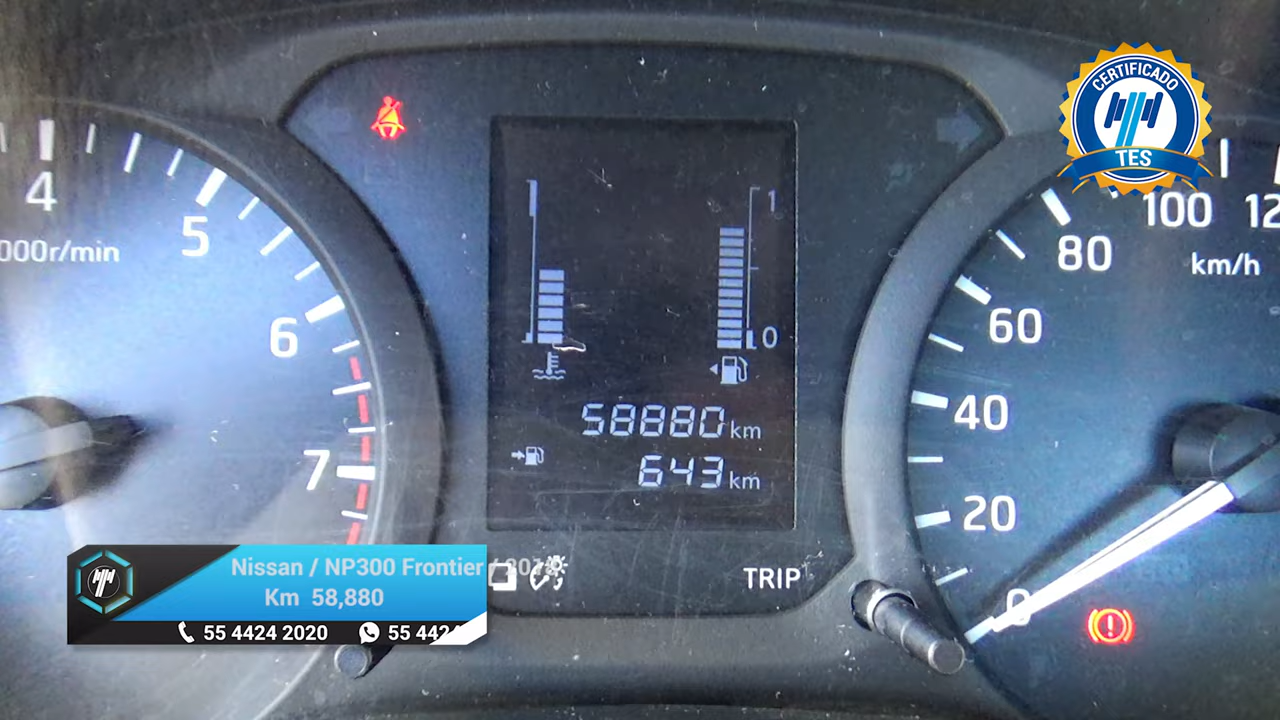 CERTIFICADO
TES
4
5
6
7
000r/min
1
0
58880 km
643 km
TRIP
100
80
60
40
20
0
km/h
Nissan / NP300 Frontier /
Km 58,880
55 4424 2020
55 442